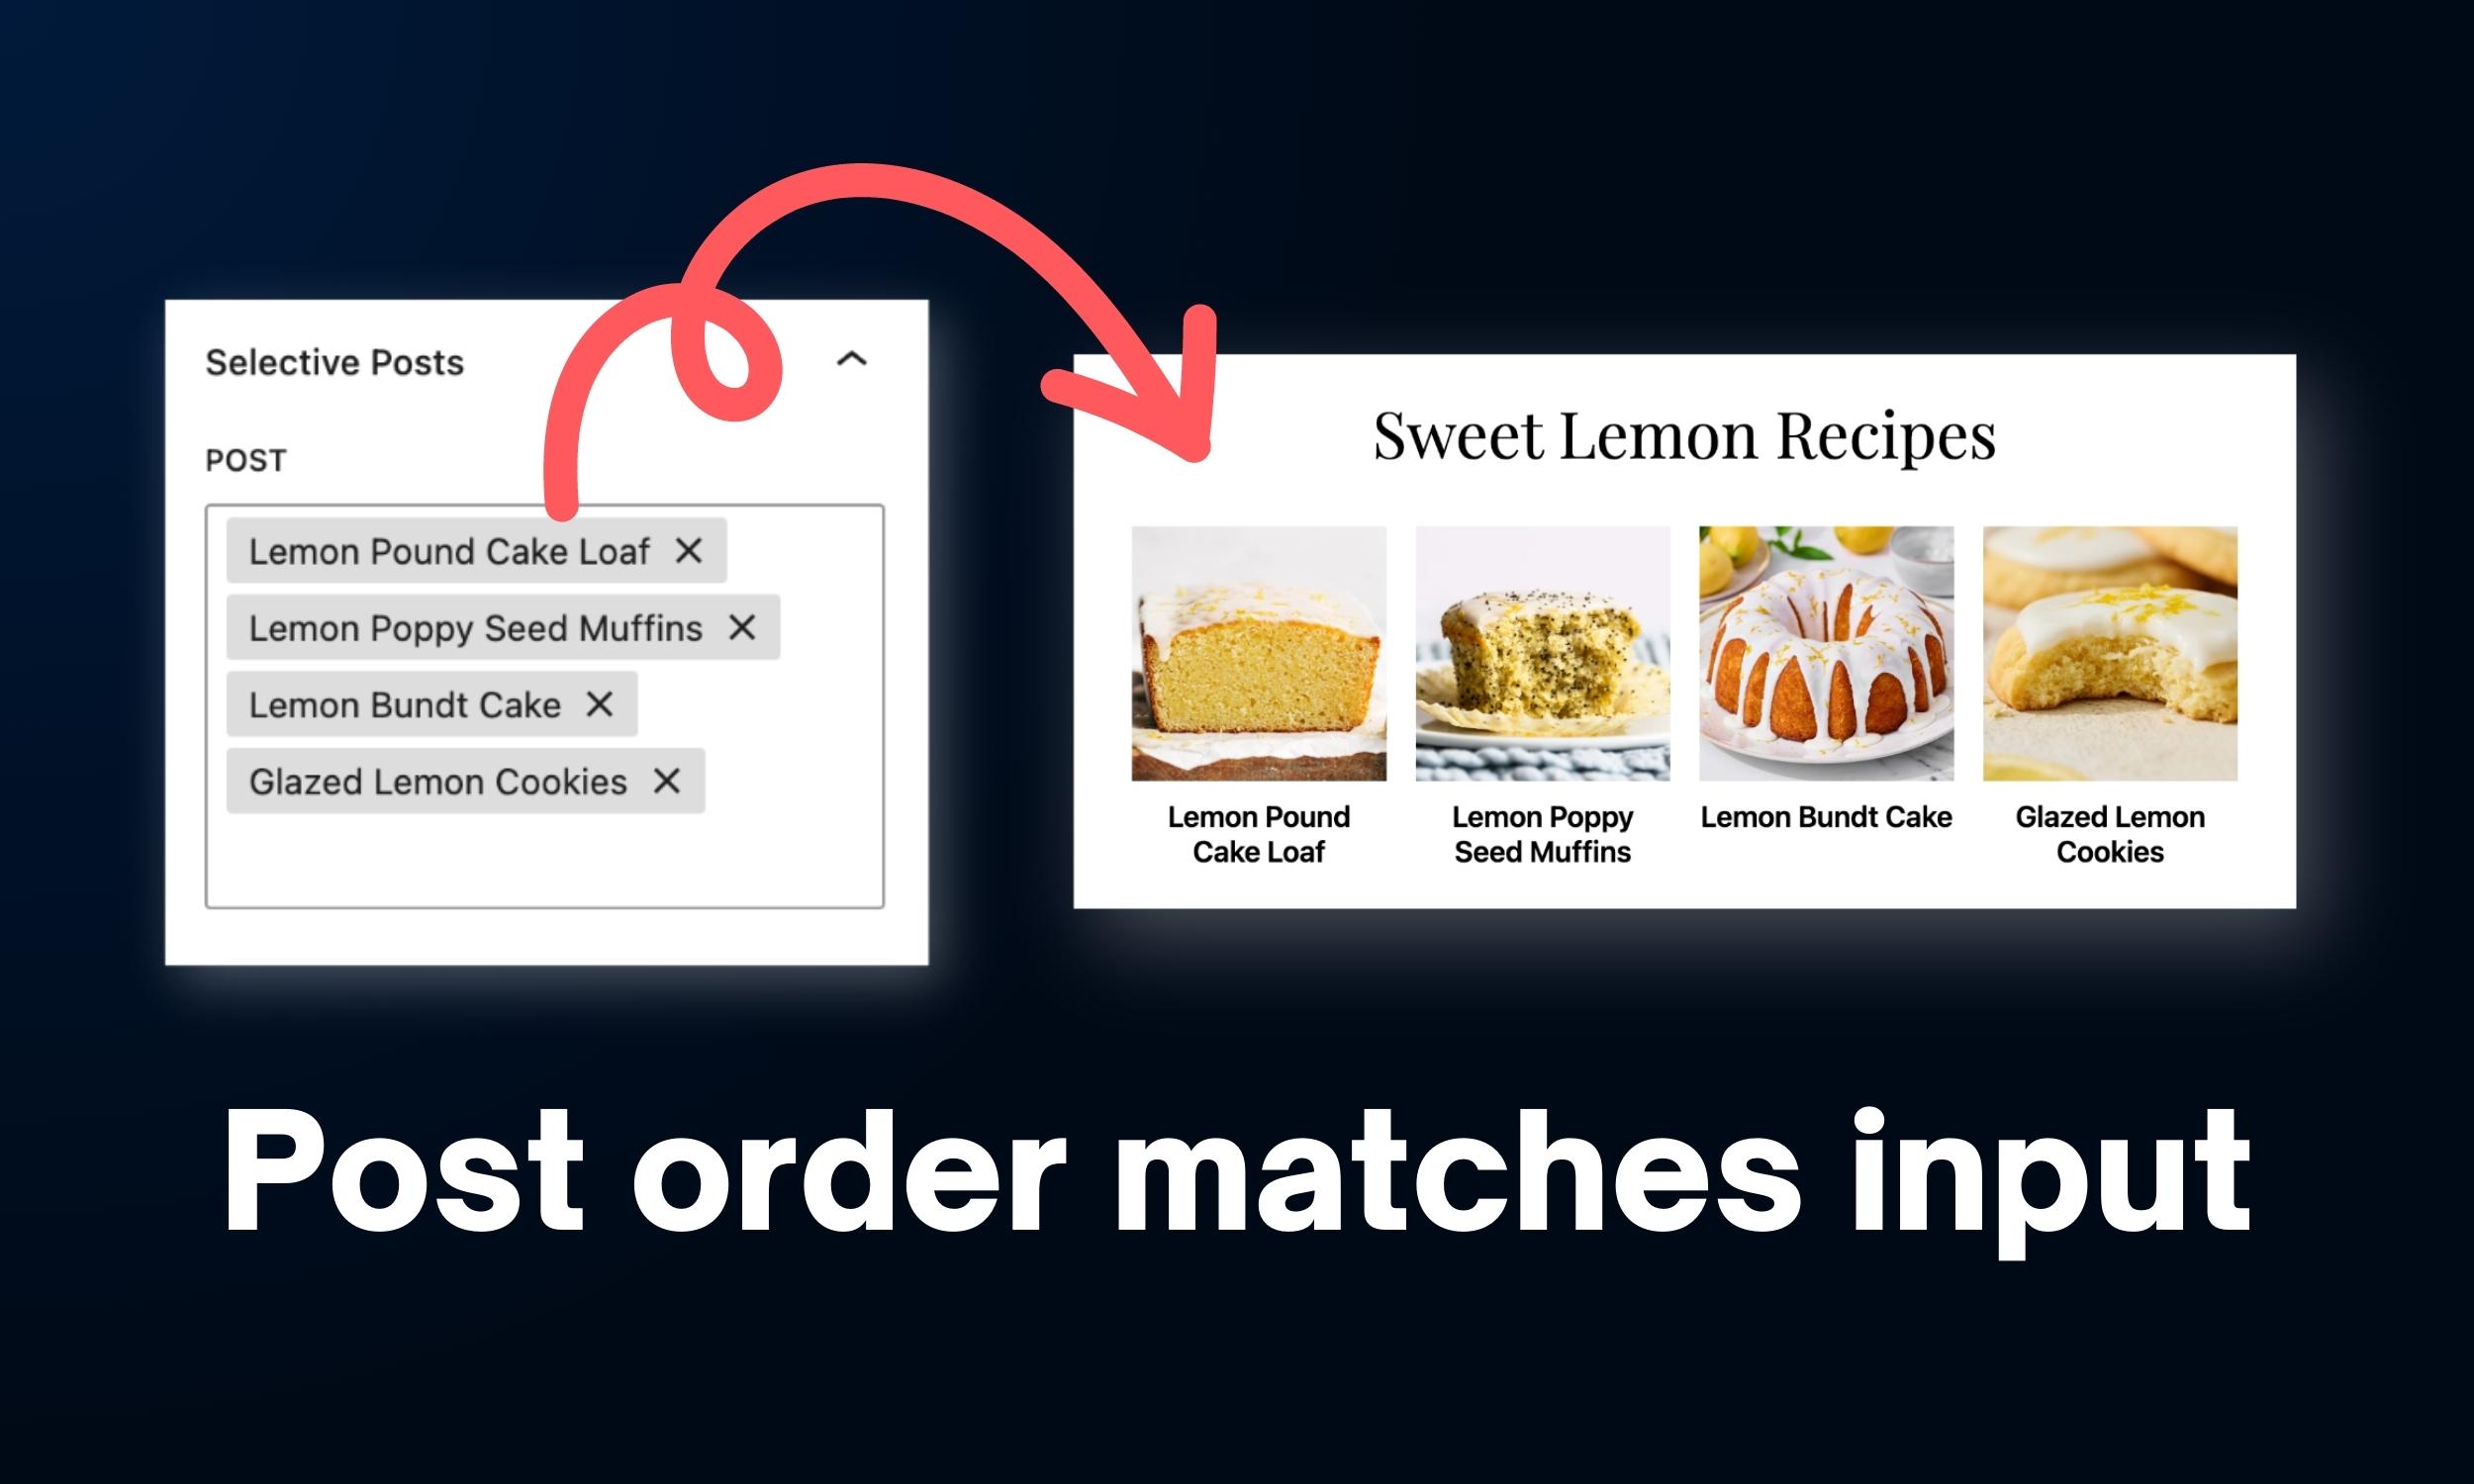 Selective Posts
POST
Lemon Pound Cake Loaf ✕
Lemon Poppy Seed Muffins ✕
Lemon Bundt Cake ✕
Glazed Lemon Cookies ✕
Sweet Lemon Recipes
Lemon Pound
Cake Loaf
Lemon Poppy
Seed Muffins
Lemon Bundt Cake
Glazed Lemon
Cookies
Post order matches input